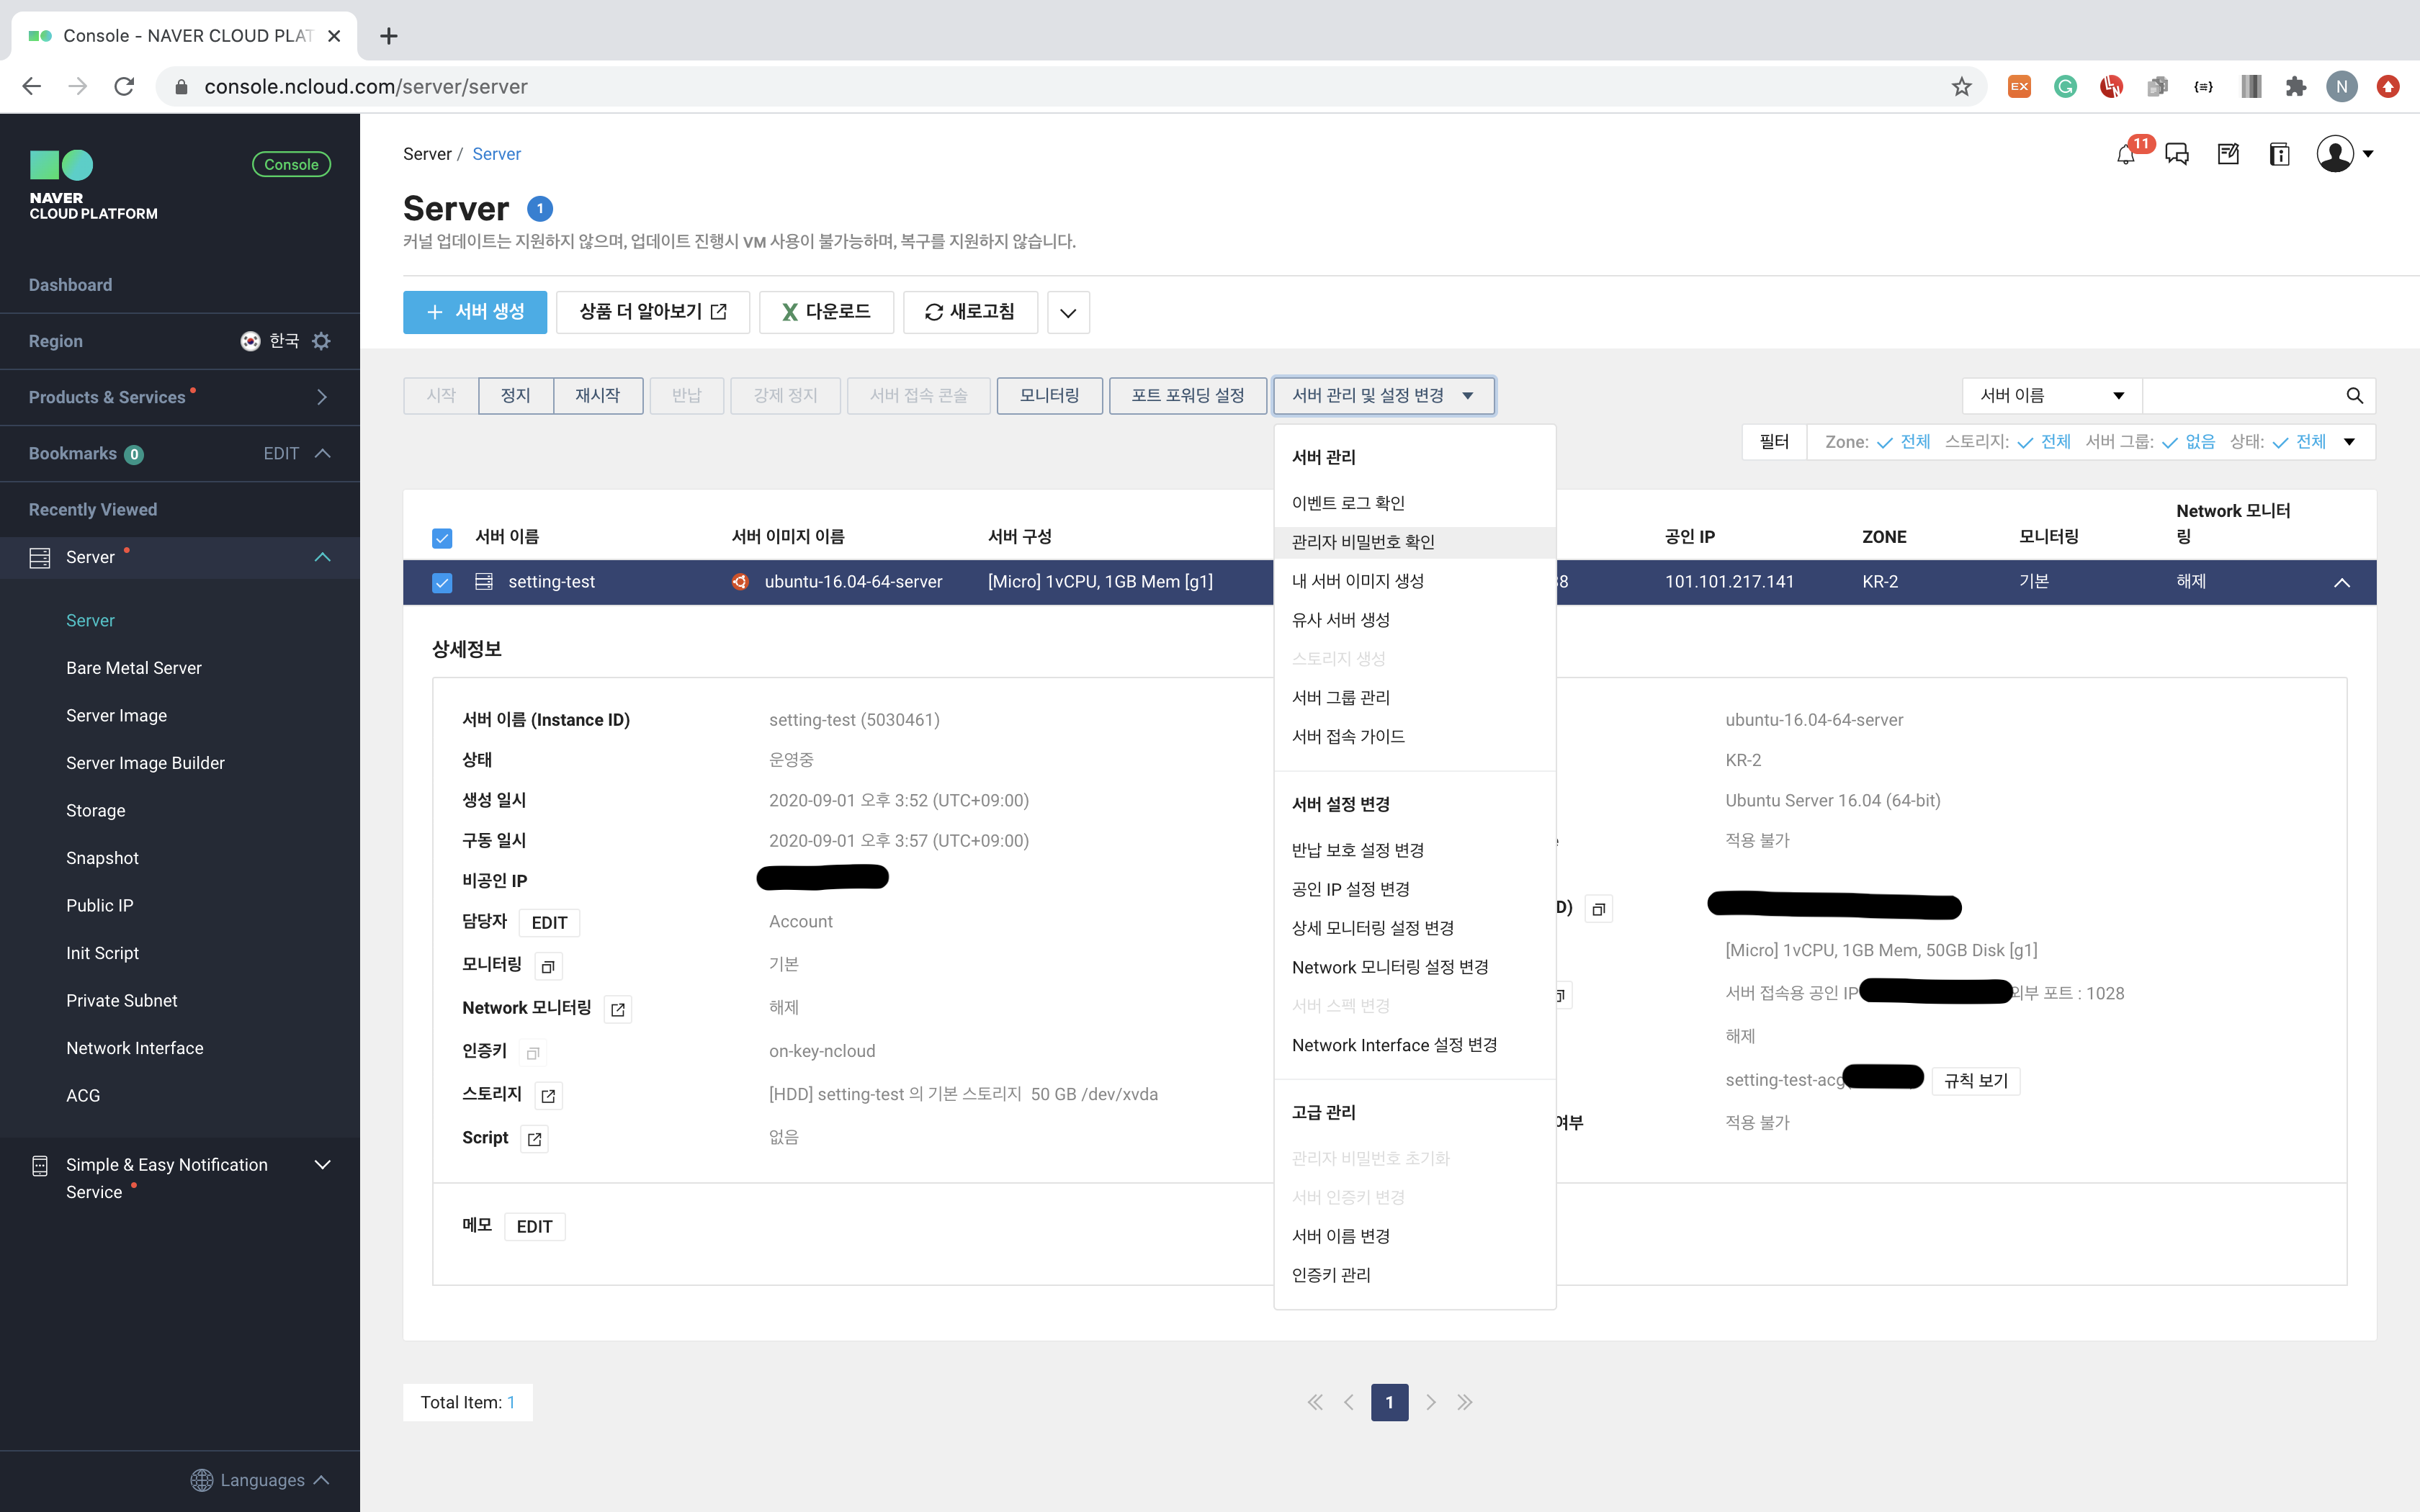 Console - NAVER CLOUD PLAT
console.ncloud.com/server/server
EX
N
NAVER
CLOUD PLATFORM
Console
Dashboard
Region 한국
Products & Services
Bookmarks 0 EDIT
Recently Viewed
Server
Server
Bare Metal Server
Server Image
Server Image Builder
Storage
Snapshot
Public IP
Init Script
Private Subnet
Network Interface
ACG
Simple & Easy Notification
Service
Languages
Server / Server
11
Server 1
커널 업데이트는 지원하지 않으며, 업데이트 진행시 VM 사용이 불가능하며, 복구를 지원하지 않습니다.
+ 서버 생성 상품 더 알아보기 다운로드 새로고침
시작 정지 재시작 반납 강제 정지 서버 접속 콘솔 모니터링 포트 포워딩 설정 서버 관리 및 설정 변경
서버 이름
필터 Zone: 전체 스토리지: 전체 서버 그룹: 없음 상태: 전체
서버 이름 서버 이미지 이름 서버 구성 공인 IP ZONE 모니터링 Network 모니터링
setting-test ubuntu-16.04-64-server [Micro] 1vCPU, 1GB Mem [g1] 101.101.217.141 KR-2 기본 해제
서버 관리
이벤트 로그 확인
관리자 비밀번호 확인
내 서버 이미지 생성
유사 서버 생성
스토리지 생성
서버 그룹 관리
서버 접속 가이드
서버 설정 변경
반납 보호 설정 변경
공인 IP 설정 변경
상세 모니터링 설정 변경
Network 모니터링 설정 변경
서버 스펙 변경
Network Interface 설정 변경
고급 관리
관리자 비밀번호 초기화
서버 인증키 변경
서버 이름 변경
인증키 관리
상세정보
서버 이름 (Instance ID) setting-test (5030461)
상태 운영중
생성 일시 2020-09-01 오후 3:52 (UTC+09:00)
구동 일시 2020-09-01 오후 3:57 (UTC+09:00)
비공인 IP
담당자 EDIT Account
모니터링 기본
Network 모니터링 해제
인증키 on-key-ncloud
스토리지 [HDD] setting-test 의 기본 스토리지 50 GB /dev/xvda
Script 없음
ubuntu-16.04-64-server
KR-2
Ubuntu Server 16.04 (64-bit)
적용 불가
D)
[Micro] 1vCPU, 1GB Mem, 50GB Disk [g1]
서버 접속용 공인 IP 외부 포트 : 1028
해제
setting-test-acg 규칙 보기
여부 적용 불가
메모 EDIT
Total Item: 1
1